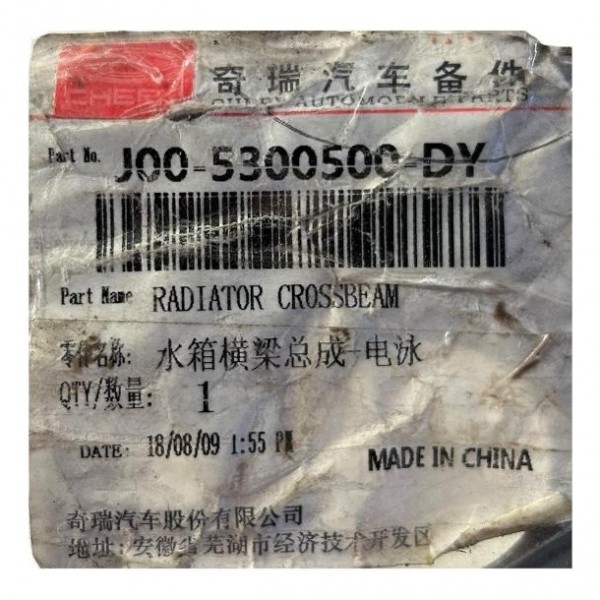 CHERY
奇瑞汽车备件
CHERY AUTOMOBILE PARTS
Part No. J00-5300500-DY
Part Name RADIATOR CROSSBEAM
零件名称: 水箱横梁总成-电泳
QTY/数量: 1
DATE: 18/08/09 1:55 PM
MADE IN CHINA
奇瑞汽车股份有限公司
地址:安徽省芜湖市经济技术开发区